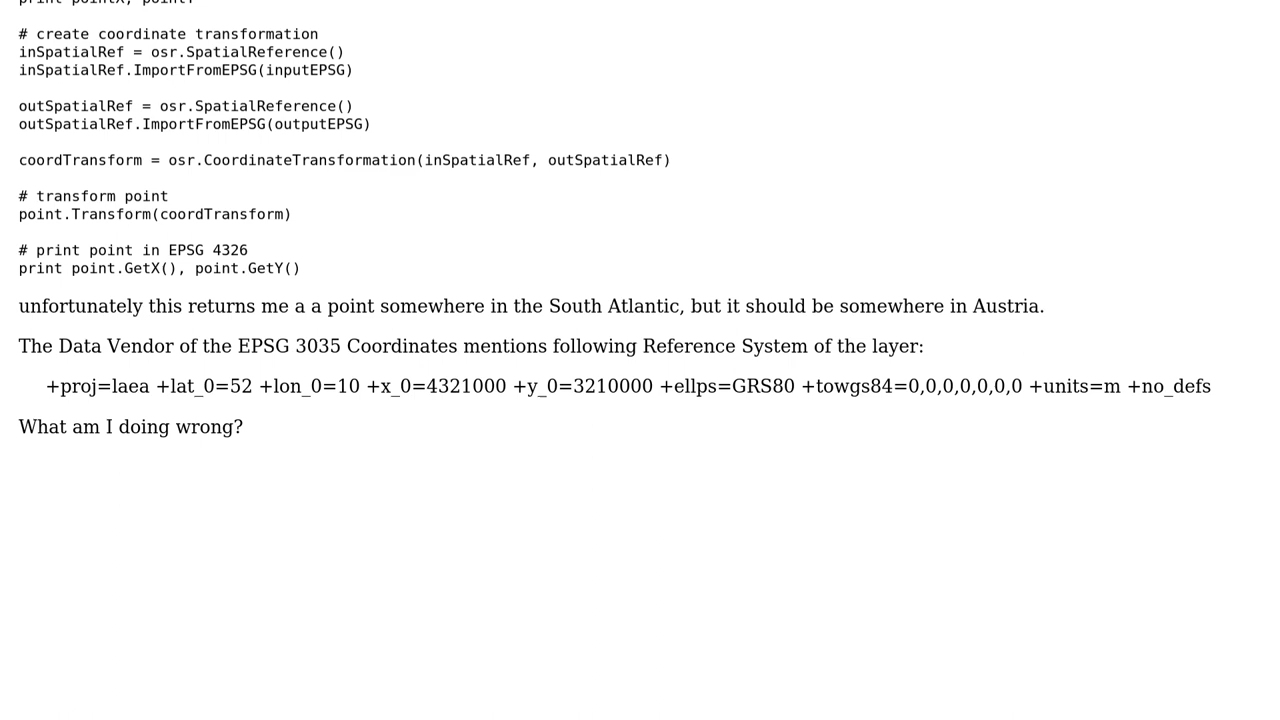 print pointX, pointY
# create coordinate transformation
inSpatialRef = osr.SpatialReference()
inSpatialRef.ImportFromEPSG(inputEPSG)
outSpatialRef = osr.SpatialReference()
outSpatialRef.ImportFromEPSG(outputEPSG)
coordTransform = osr.CoordinateTransformation(inSpatialRef, outSpatialRef)
# transform point
point.Transform(coordTransform)
# print point in EPSG 4326
print point.GetX(), point.GetY()
unfortunately this returns me a a point somewhere in the South Atlantic, but it should be somewhere in Austria.
The Data Vendor of the EPSG 3035 Coordinates mentions following Reference System of the layer:
+proj=laea +lat_0=52 +lon_0=10 +x_0=4321000 +y_0=3210000 +ellps=GRS80 +towgs84=0,0,0,0,0,0,0 +units=m +no_defs
What am I doing wrong?